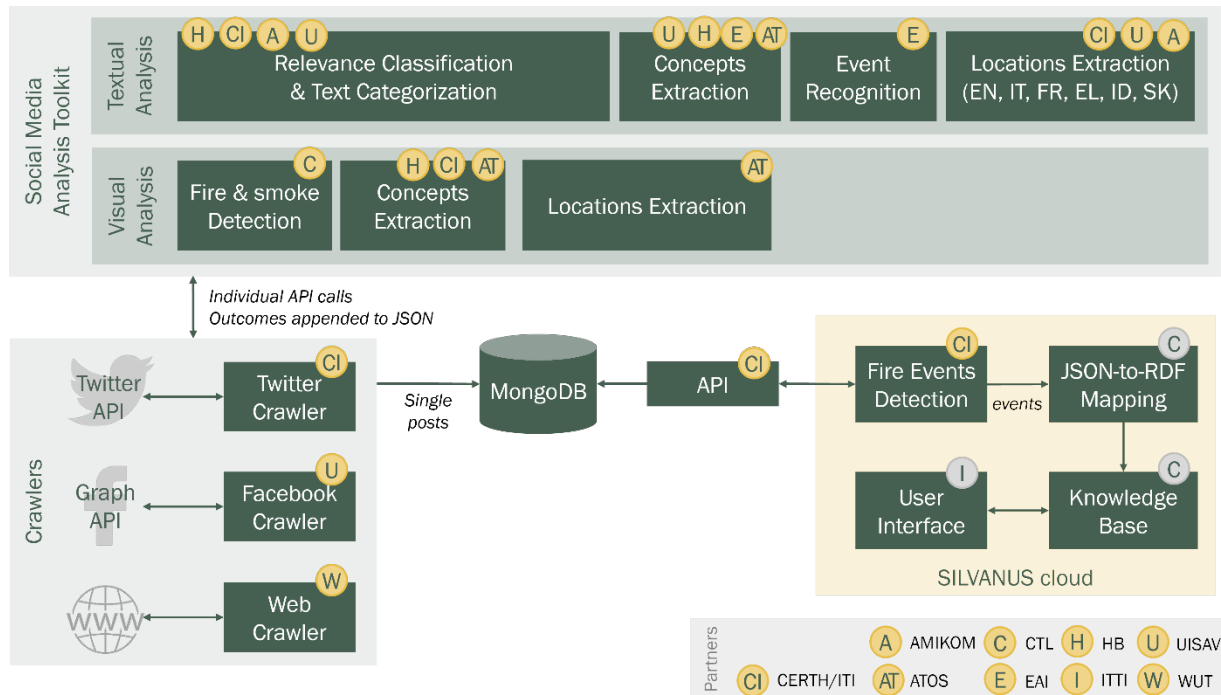 Social Media
Analysis Toolkit
Textual
Analysis
H CI A U
Relevance Classification
& Text Categorization
U H E AT
Concepts
Extraction
E
Event
Recognition
CI U A
Locations Extraction
(EN, IT, FR, EL, ID, SK)
Visual
Analysis
C
Fire & smoke
Detection
H CI AT
Concepts
Extraction
AT
Locations Extraction
Individual API calls
Outcomes appended to JSON
Crawlers
Twitter
API
CI
Twitter
Crawler
Graph
API
U
Facebook
Crawler
WWW
W
Web
Crawler
Single
posts
MongoDB
CI
API
CI
Fire Events
Detection
events
C
JSON-to-RDF
Mapping
I
User
Interface
C
Knowledge
Base
SILVANUS cloud
Partners
A AMIKOM C CTL H HB U UISAV
CI CERTH/ITI AT ATOS E EAI I ITTI W WUT